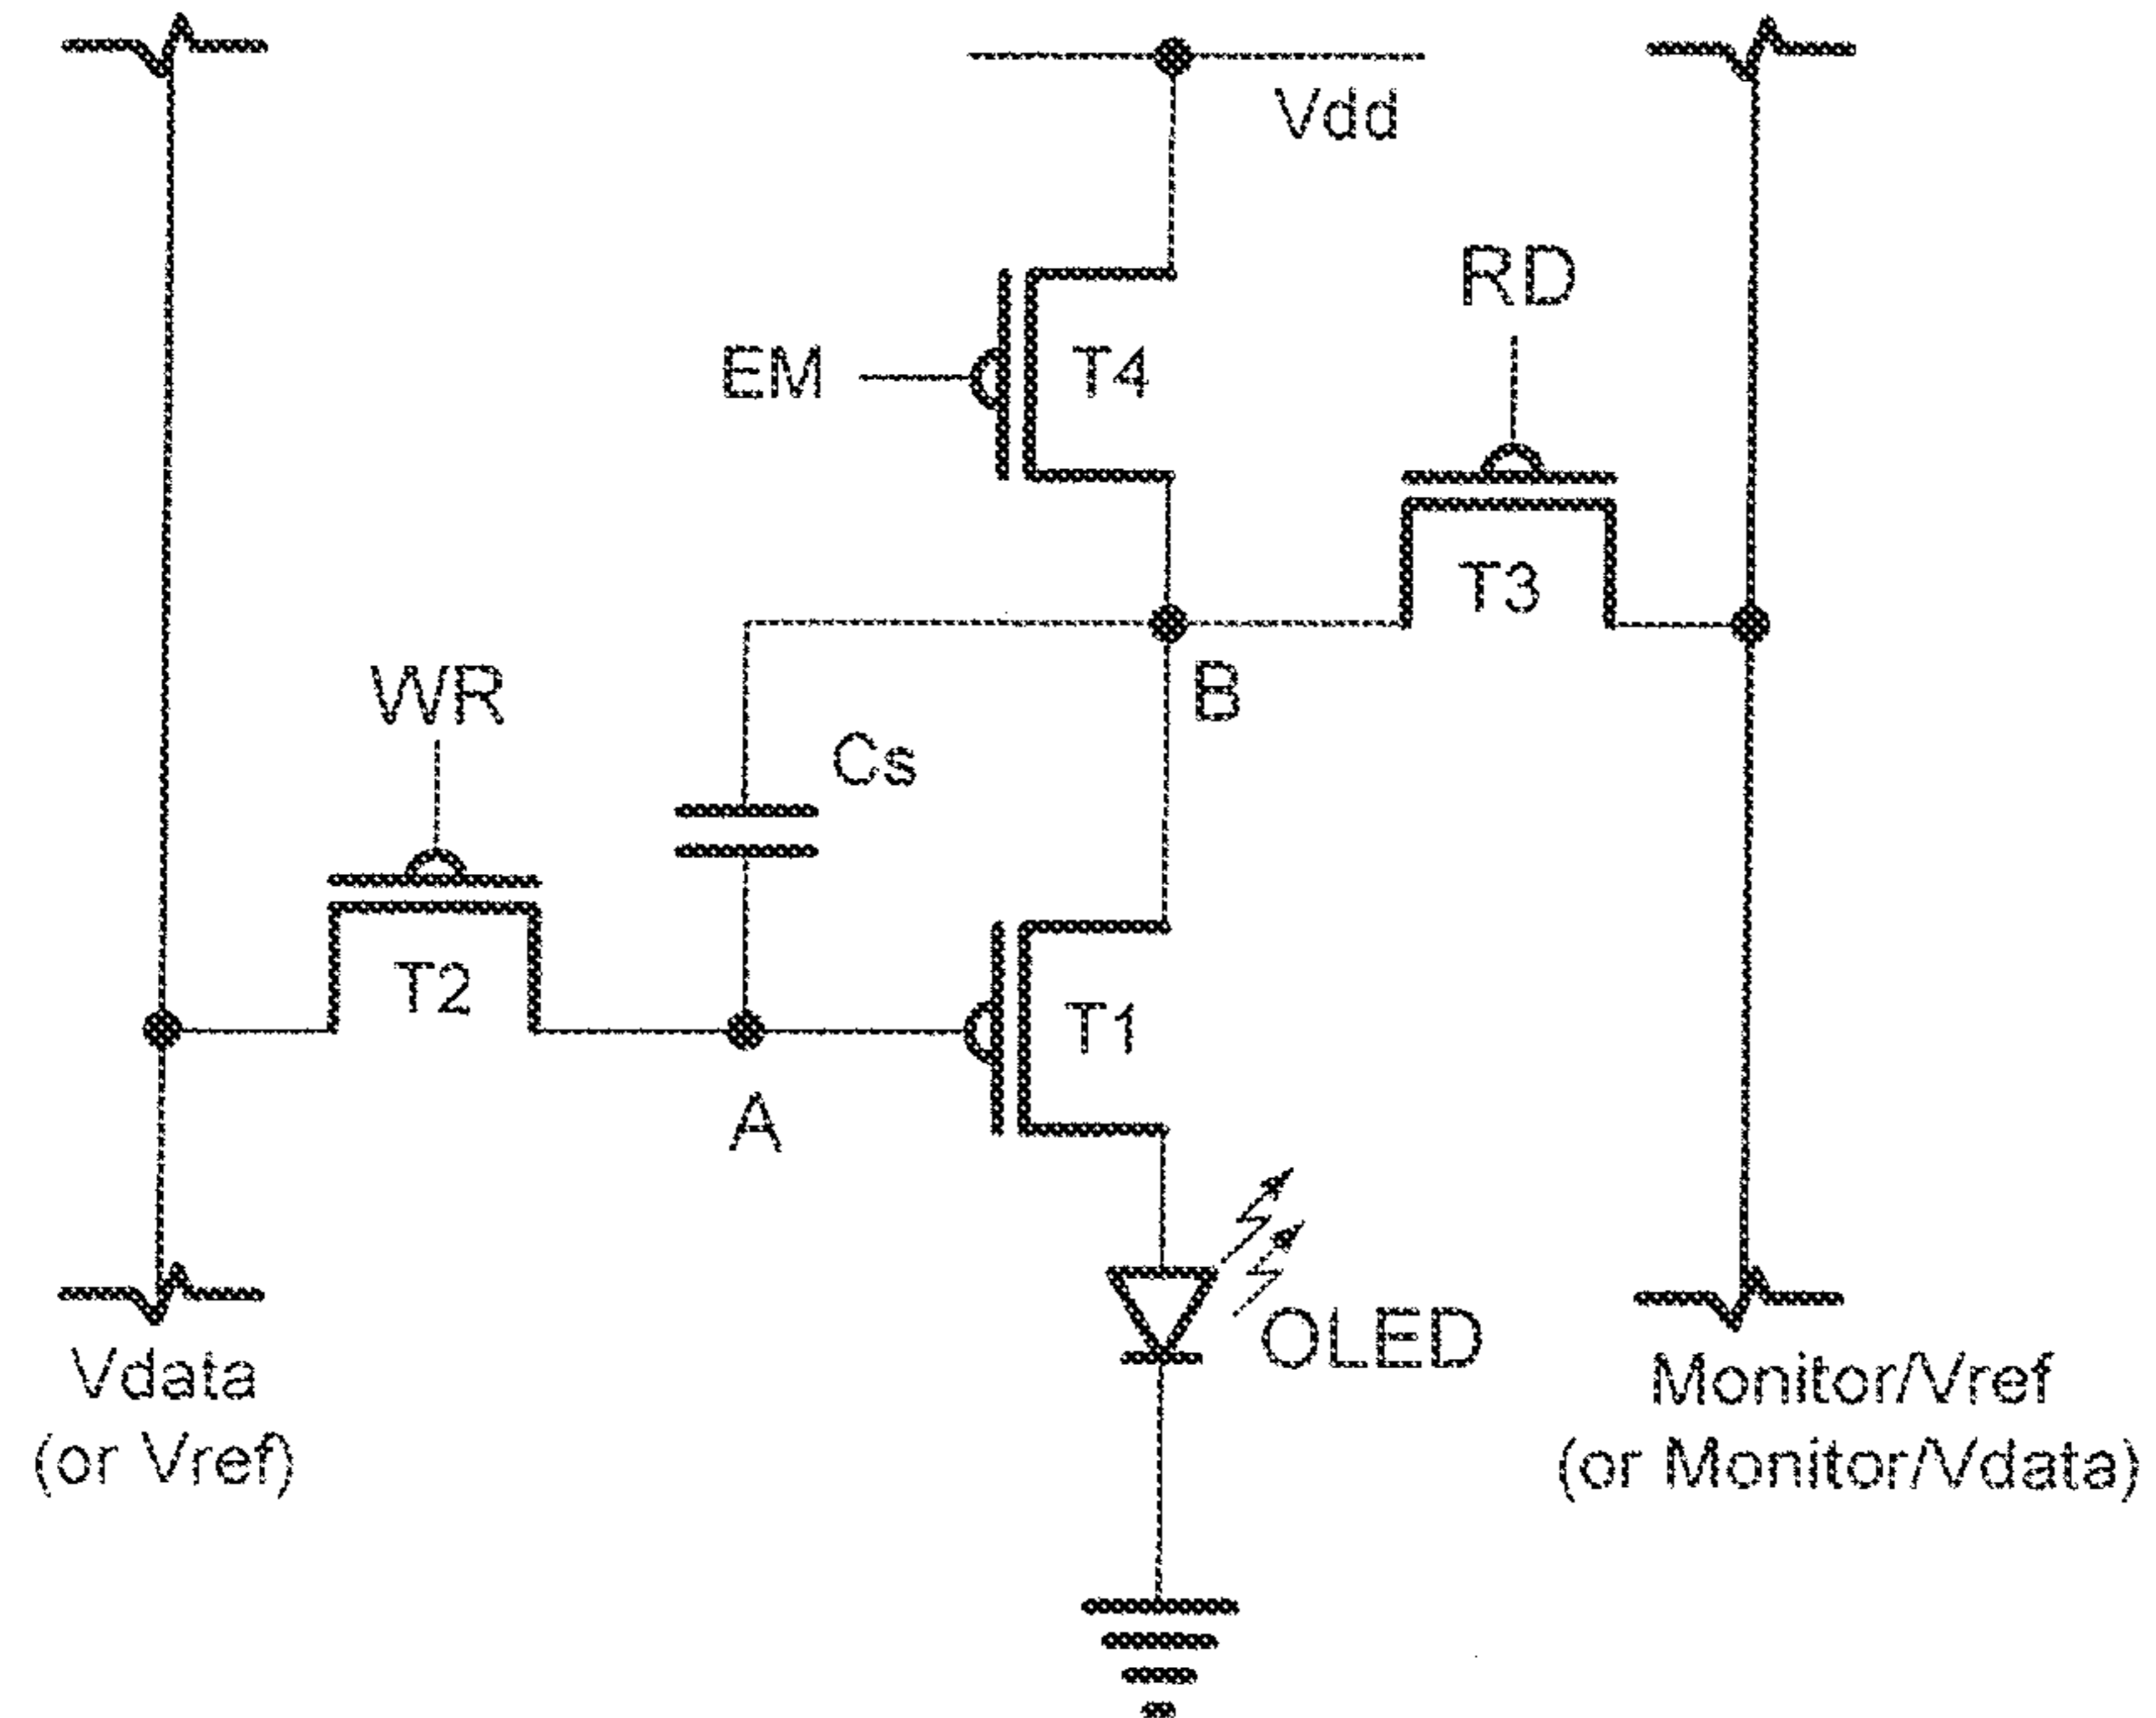 Vdd
RD
EM
T4
T3
WR
B
Cs
T2
T1
A
OLED
Vdata
(or Vref)
Monitor/Vref
(or Monitor/Vdata)